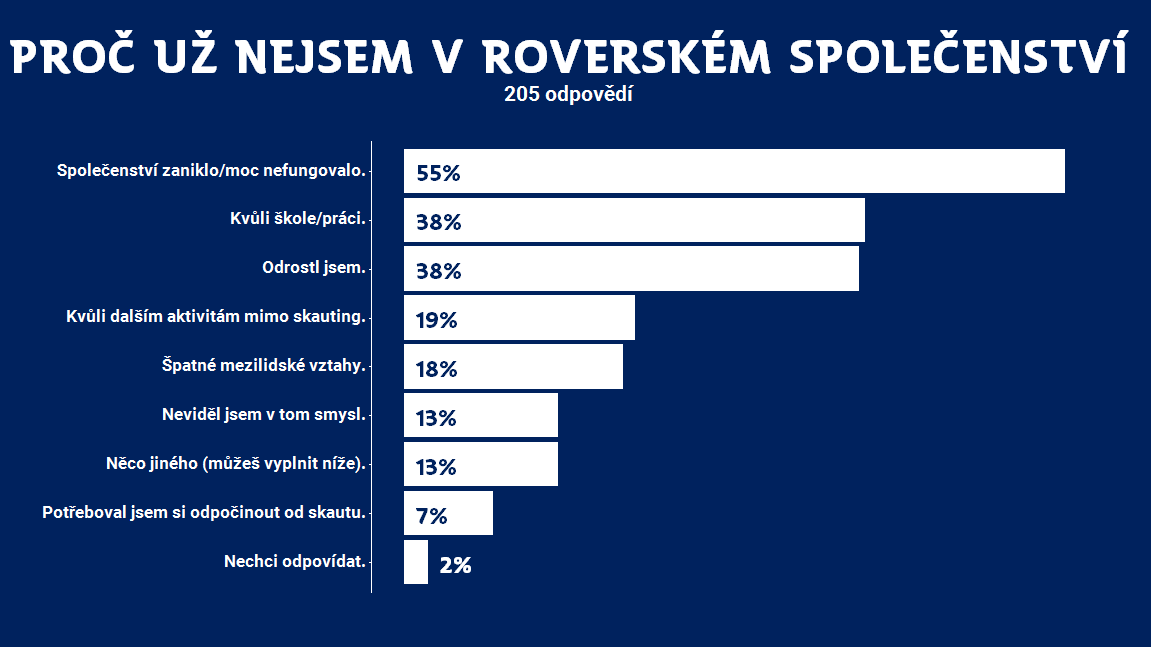 PROČ UŽ NEJSEM V ROVERSKÉM SPOLEČENSTVÍ
205 odpovědí
Společenství zaniklo/moc nefungovalo. 55%
Kvůli škole/práci. 38%
Odrostl jsem. 38%
Kvůli dalším aktivitám mimo skauting. 19%
Špatné mezilidské vztahy. 18%
Neviděl jsem v tom smysl. 13%
Něco jiného (můžeš vyplnit níže). 13%
Potřeboval jsem si odpočinout od skautu. 7%
Nechci odpovídat. 2%